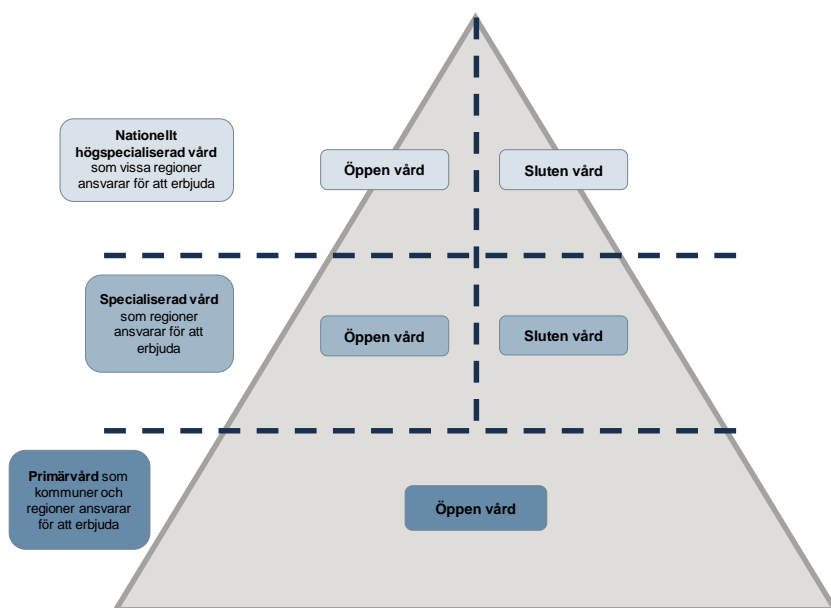 Nationellt
högspecialiserad vård
som vissa regioner
ansvarar för att erbjuda
Öppen vård
Sluten vård
Specialiserad vård
som regioner
ansvarar för att
erbjuda
Öppen vård
Sluten vård
Primärvård som
kommuner och
regioner ansvarar
för att erbjuda
Öppen vård